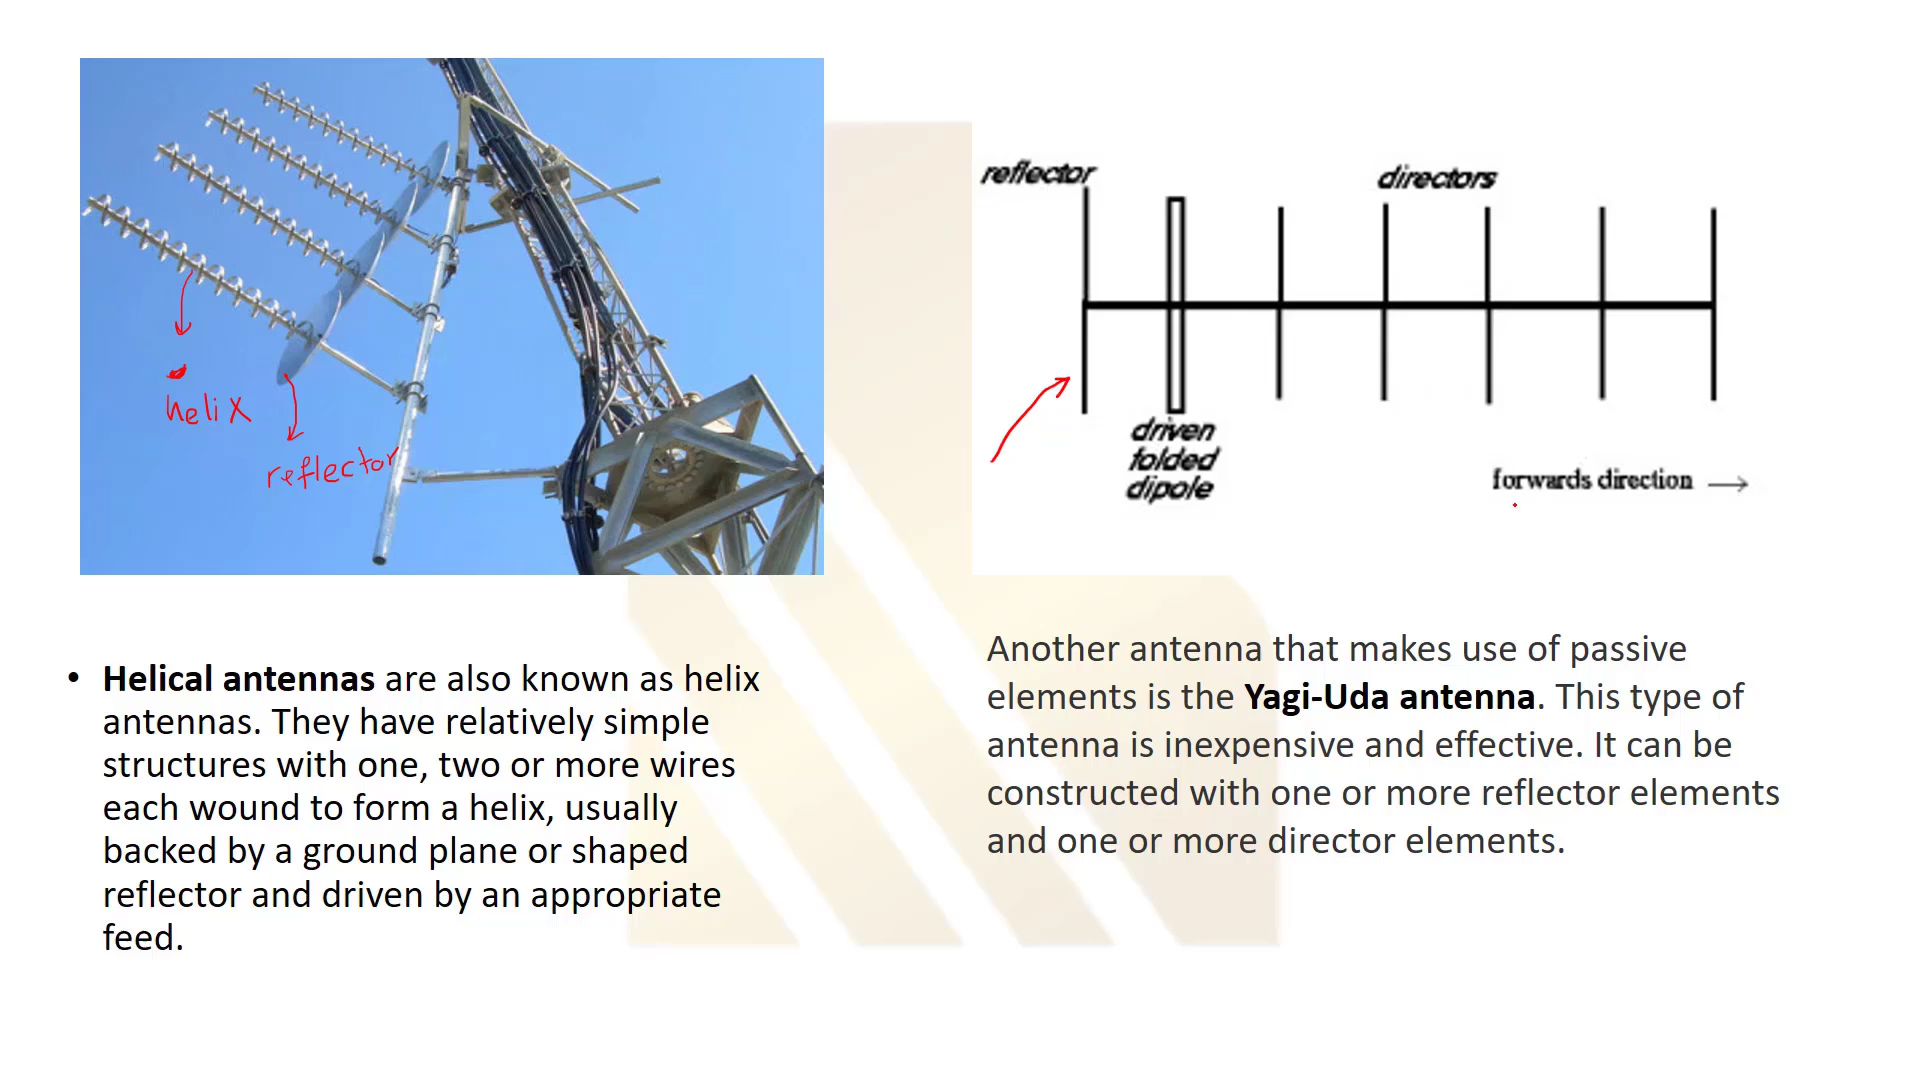 helix
reflector
reflector
directors
driven
folded
dipole
forwards direction
• Helical antennas are also known as helix
antennas. They have relatively simple
structures with one, two or more wires
each wound to form a helix, usually
backed by a ground plane or shaped
reflector and driven by an appropriate
feed.
Another antenna that makes use of passive
elements is the Yagi-Uda antenna. This type of
antenna is inexpensive and effective. It can be
constructed with one or more reflector elements
and one or more director elements.